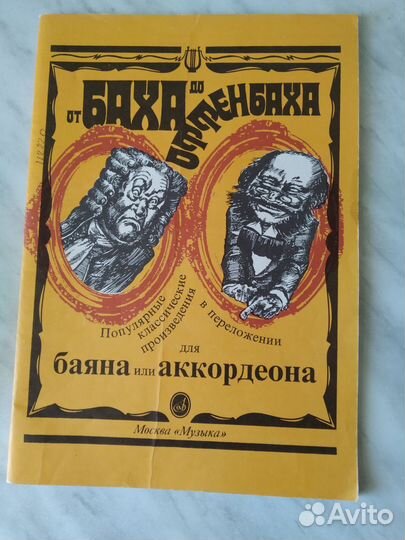 от БАХА до
ОФФЕНБАХА
Популярные
классические
произведения
в переложении
для
баяна или аккордеона
Москва «Музыка»
Avito